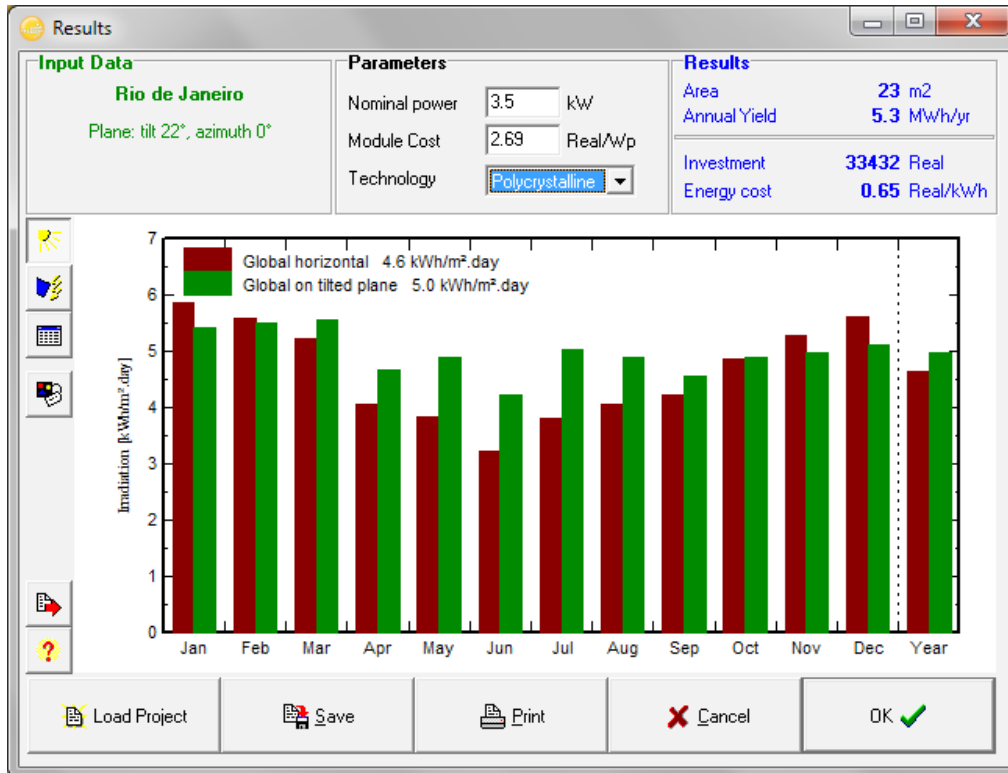 Results
Input Data
Rio de Janeiro
Plane: tilt 22°, azimuth 0°
Parameters
Nominal power 3.5 kW
Module Cost 2.69 Real/Wp
Technology Polycrystalline
Results
Area 23 m2
Annual Yield 5.3 MWh/yr
Investment 33432 Real
Energy cost 0.65 Real/kWh
Global horizontal 4.6 kWh/m².day
Global on tilted plane 5.0 kWh/m².day
Irradiation [kWh/m².day]
7
6
5
4
3
2
1
0
Jan Feb Mar Apr May Jun Jul Aug Sep Oct Nov Dec Year
?
Load Project Save Print Cancel OK